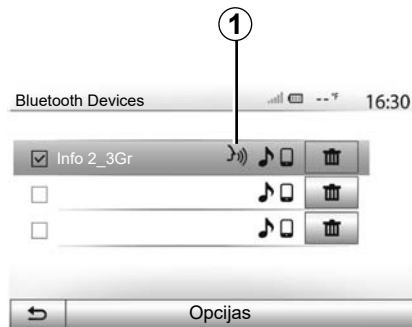 1
Bluetooth Devices --°F 16:30
Info 2_3Gr
Opcijas